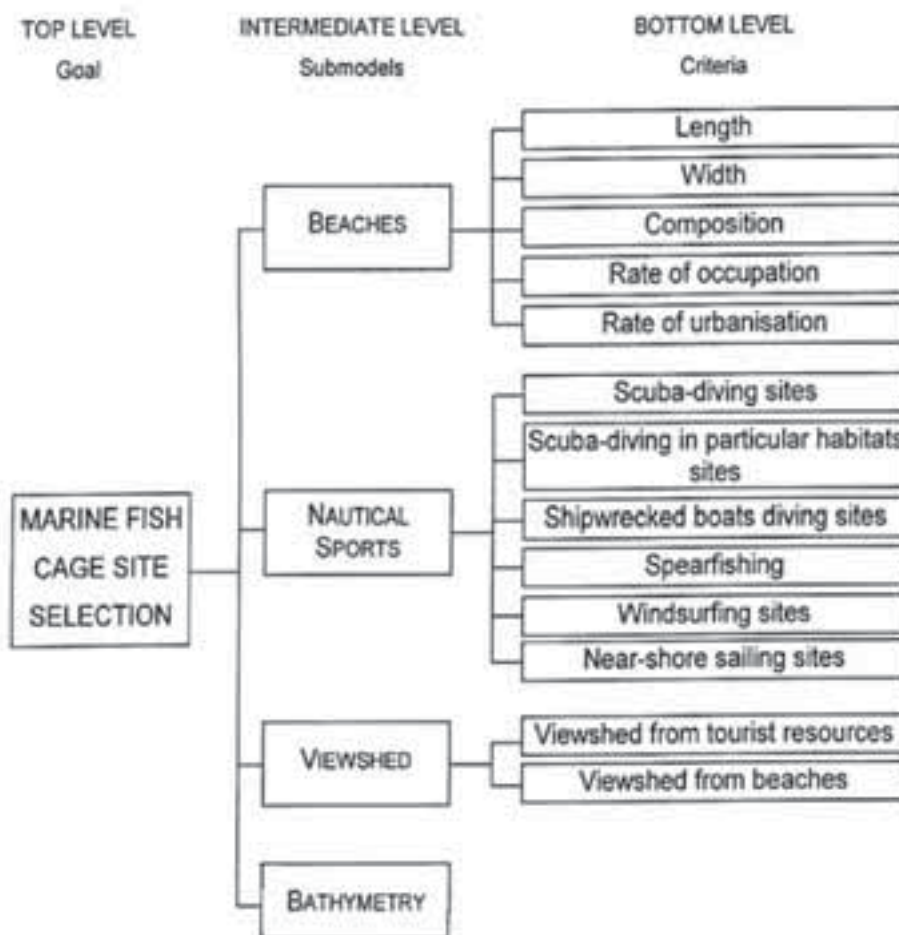 TOP LEVEL
Goal
INTERMEDIATE LEVEL
Submodels
BOTTOM LEVEL
Criteria
MARINE FISH
CAGE SITE
SELECTION
BEACHES
Length
Width
Composition
Rate of occupation
Rate of urbanisation
NAUTICAL
SPORTS
Scuba-diving sites
Scuba-diving in particular habitats
sites
Shipwrecked boats diving sites
Spearfishing
Windsurfing sites
Near-shore sailing sites
VIEWSHED
Viewshed from tourist resources
Viewshed from beaches
BATHYMETRY